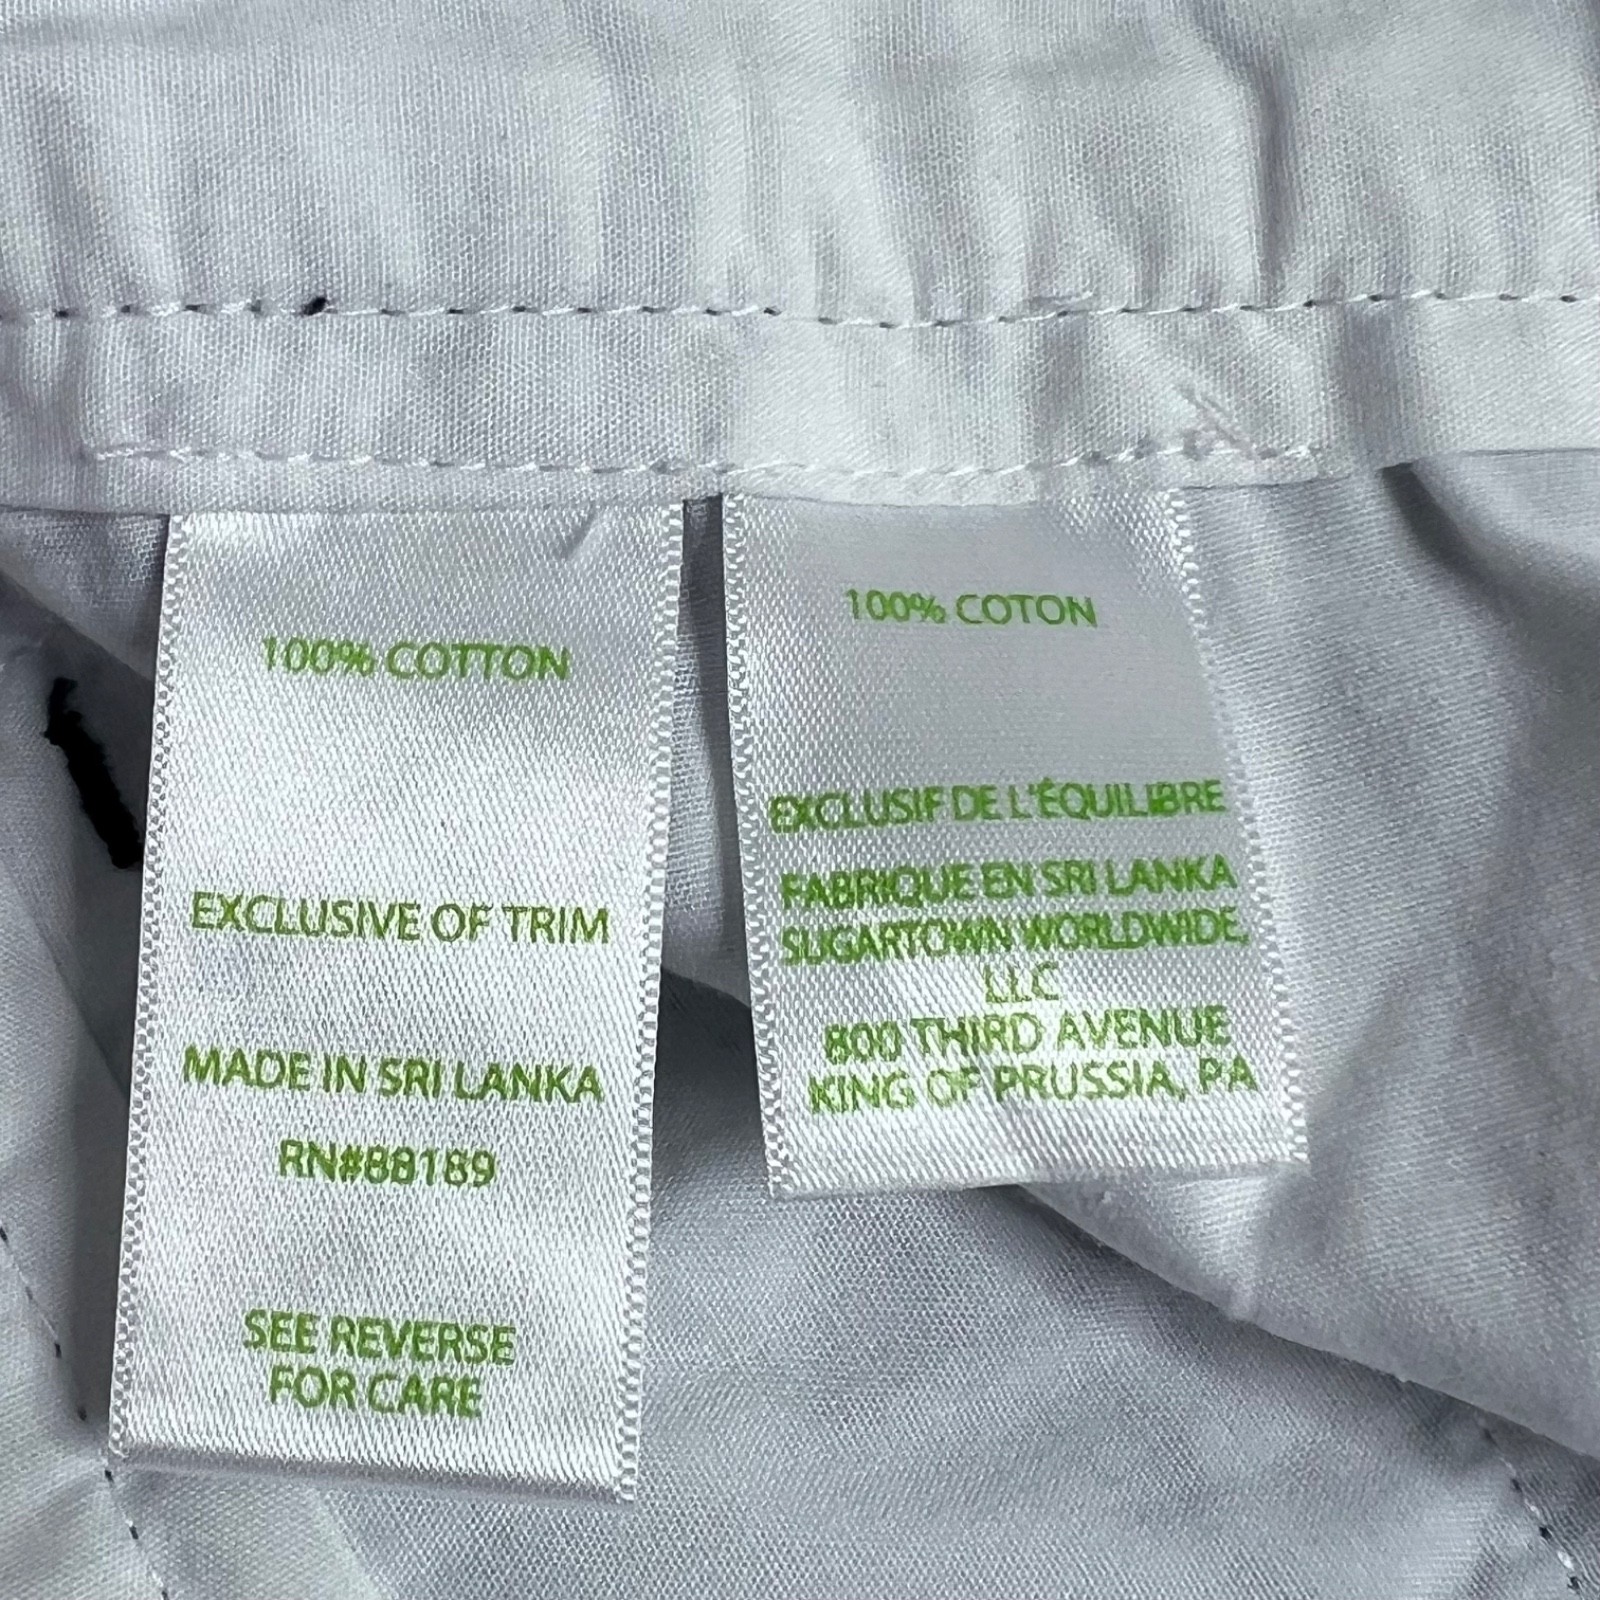 100% COTTON
EXCLUSIVE OF TRIM
MADE IN SRI LANKA
RN#88189
SEE REVERSE
FOR CARE
100% COTON
EXCLUSIF DE L'ÉQUILIBRE
FABRIQUE EN SRI LANKA
SUGARTOWN WORLDWIDE,
LLC
800 THIRD AVENUE
KING OF PRUSSIA, PA